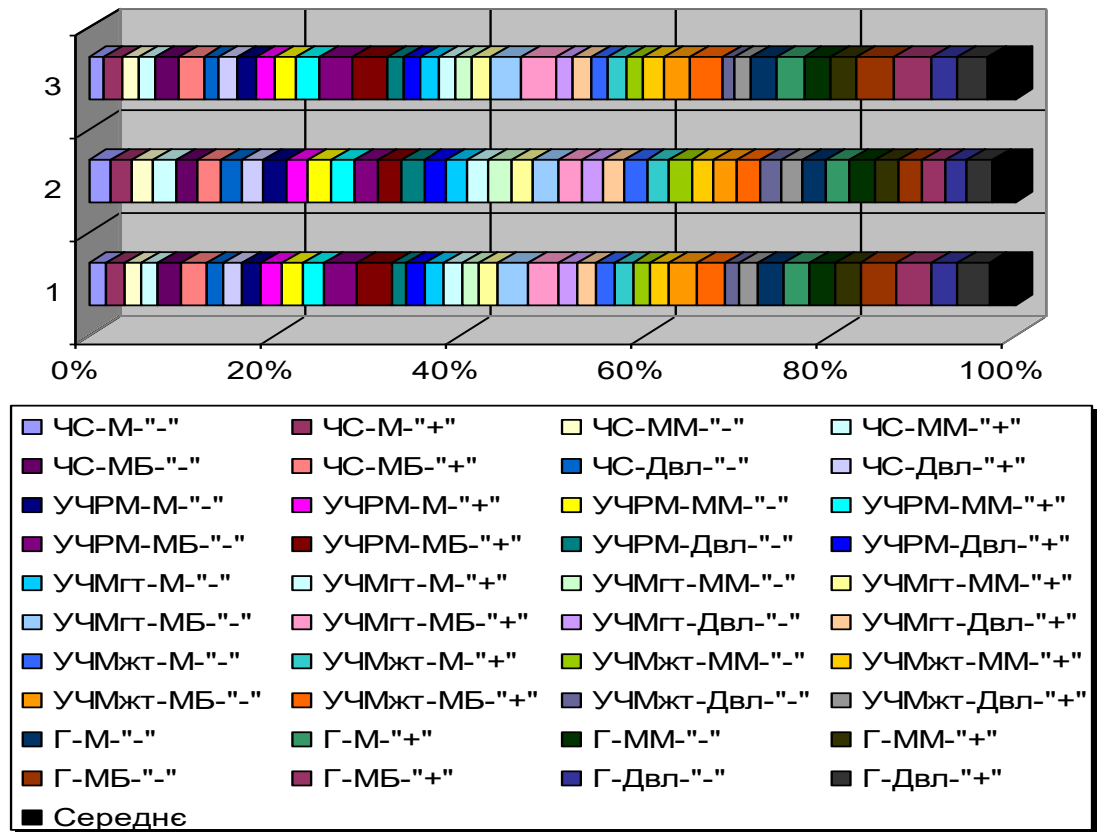 3
2
1
0% 20% 40% 60% 80% 100%
ЧС-М-"-" ЧС-М-"+" ЧС-ММ-"-" ЧС-ММ-"+"
ЧС-МБ-"-" ЧС-МБ-"+" ЧС-Двл-"-" ЧС-Двл-"+"
УЧРМ-М-"-" УЧРМ-М-"+" УЧРМ-ММ-"-" УЧРМ-ММ-"+"
УЧРМ-МБ-"-" УЧРМ-МБ-"+" УЧРМ-Двл-"-" УЧРМ-Двл-"+"
УЧМгт-М-"-" УЧМгт-М-"+" УЧМгт-ММ-"-" УЧМгт-ММ-"+"
УЧМгт-МБ-"-" УЧМгт-МБ-"+" УЧМгт-Двл-"-" УЧМгт-Двл-"+"
УЧМжт-М-"-" УЧМжт-М-"+" УЧМжт-ММ-"-" УЧМжт-ММ-"+"
УЧМжт-МБ-"-" УЧМжт-МБ-"+" УЧМжт-Двл-"-" УЧМжт-Двл-"+"
Г-М-"-" Г-М-"+" Г-ММ-"-" Г-ММ-"+"
Г-МБ-"-" Г-МБ-"+" Г-Двл-"-" Г-Двл-"+"
Середнє